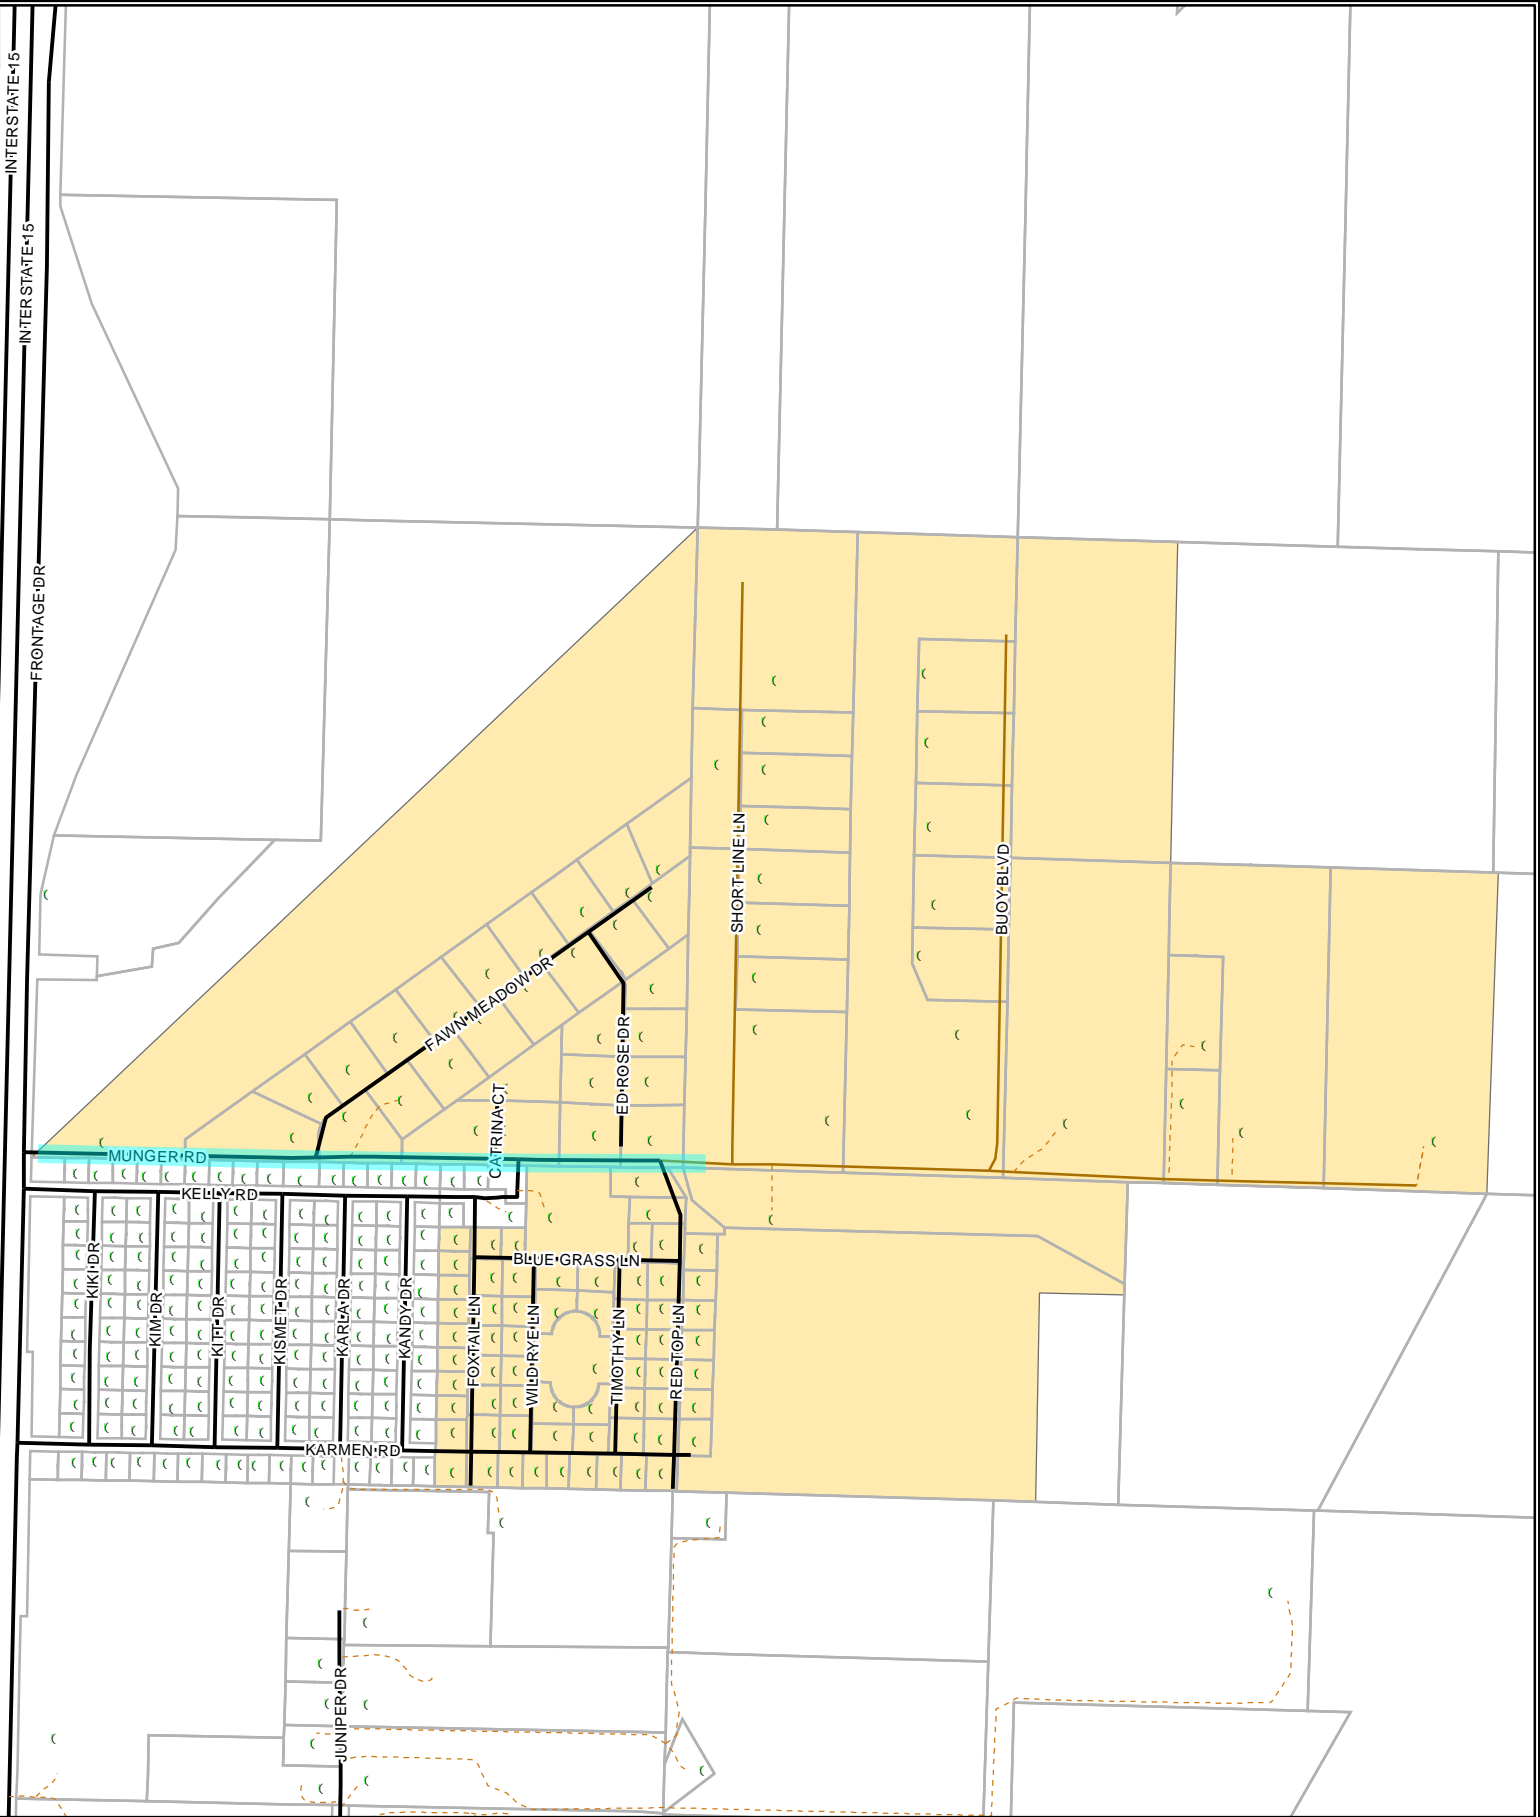 INTERSTATE 15
INTERSTATE 15
FRONTAGE DR
SHORT LINE LN
BUOY BLVD
FAWN MEADOW DR
ED ROSE DR
CATRINA CT
MUNGER RD
KELLY RD
BLUE GRASS LN
KIKI DR
KIM DR
KITT DR
KISMET DR
KARLA DR
KANDY DR
FOXTAIL LN
WILD RYE LN
TIMOTHY LN
RED TOP LN
KARMEN RD
JUNIPER DR